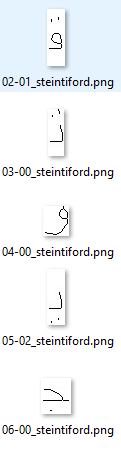 02-01_steintiford.png
03-00_steintiford.png
04-00_steintiford.png
05-02_steintiford.png
06-00_steintiford.png